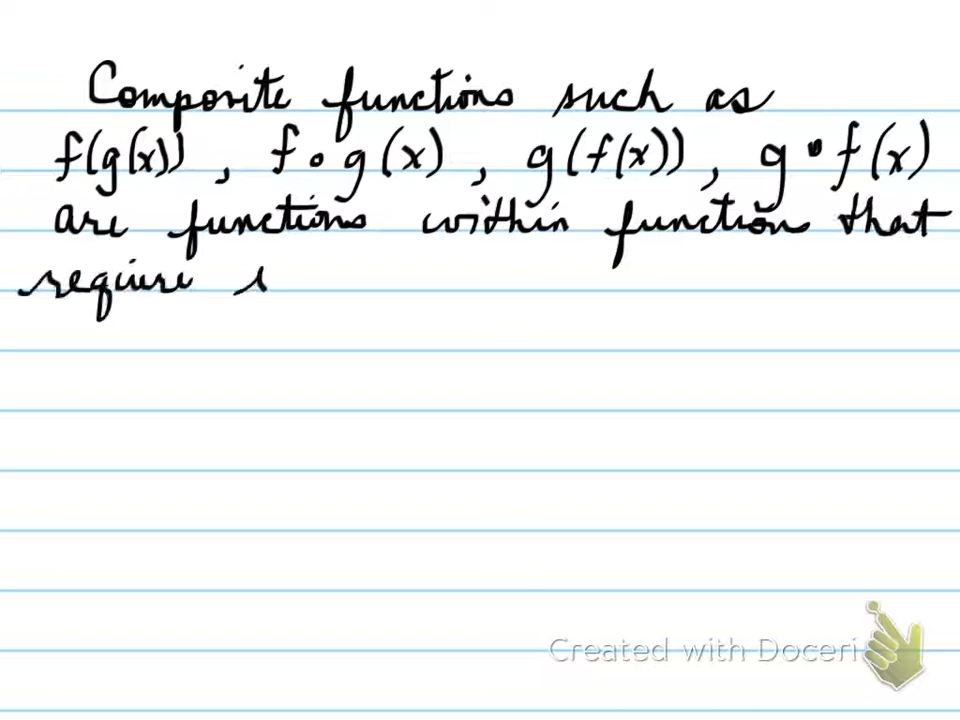 Composite functions such as
f(g(x)), f∘g(x), g(f(x)), g∘f(x)
are functions within function that
require
Created with Doceri